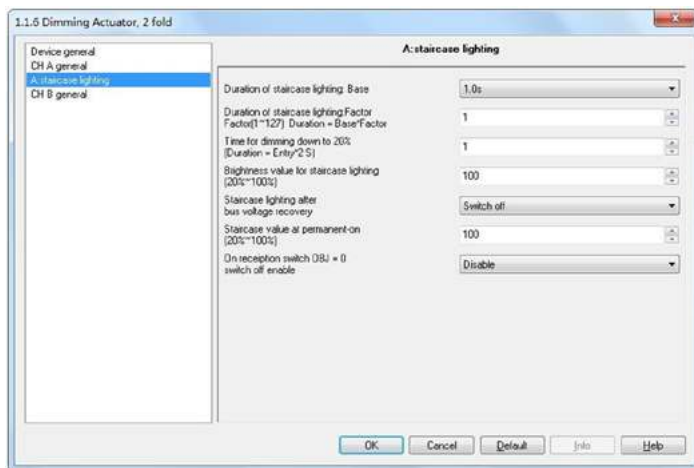 1.1.6 Dimming Actuator, 2 fold
Device general
CH A general
A:staircase lighting
CH B general
A:staircase lighting
Duration of staircase lighting: Base
1.0s
Duration of staircase lighting:Factor
Factor(1~127) Duration = Base*Factor
1
Time for dimming down to 20%
(Duration = Entry*2 S)
1
Brightness value for staircase lighting
(20%~100%)
100
Staircase lighting after
bus voltage recovery
Switch off
Staircase value at permanent-on
(20%~100%)
100
On receiption switch OBJ = 0
switch off enable
Disable
OK
Cancel
Default
Info
Help